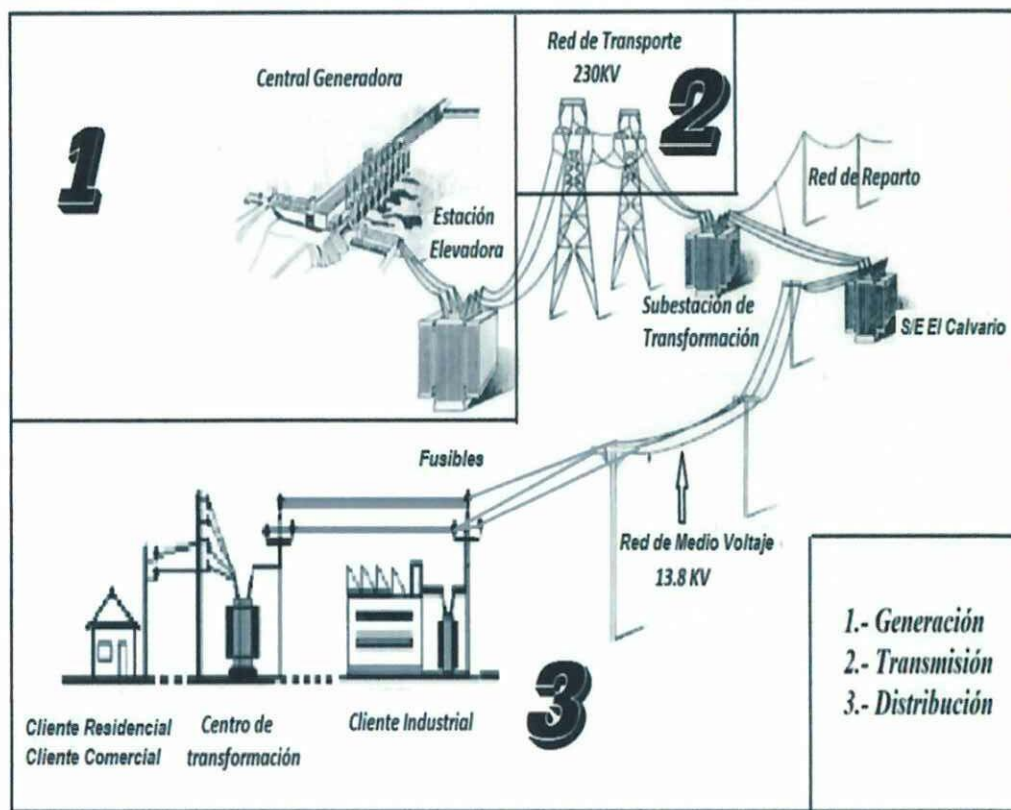 1
Central Generadora
Estación
Elevadora
Red de Transporte
230KV
2
Red de Reparto
Subestación de
Transformación
S/E El Calvario
Fusibles
Red de Medio Voltaje
13.8 KV
Cliente Residencial
Cliente Comercial
Centro de
transformación
Cliente Industrial
3
1.- Generación
2.- Transmisión
3.- Distribución